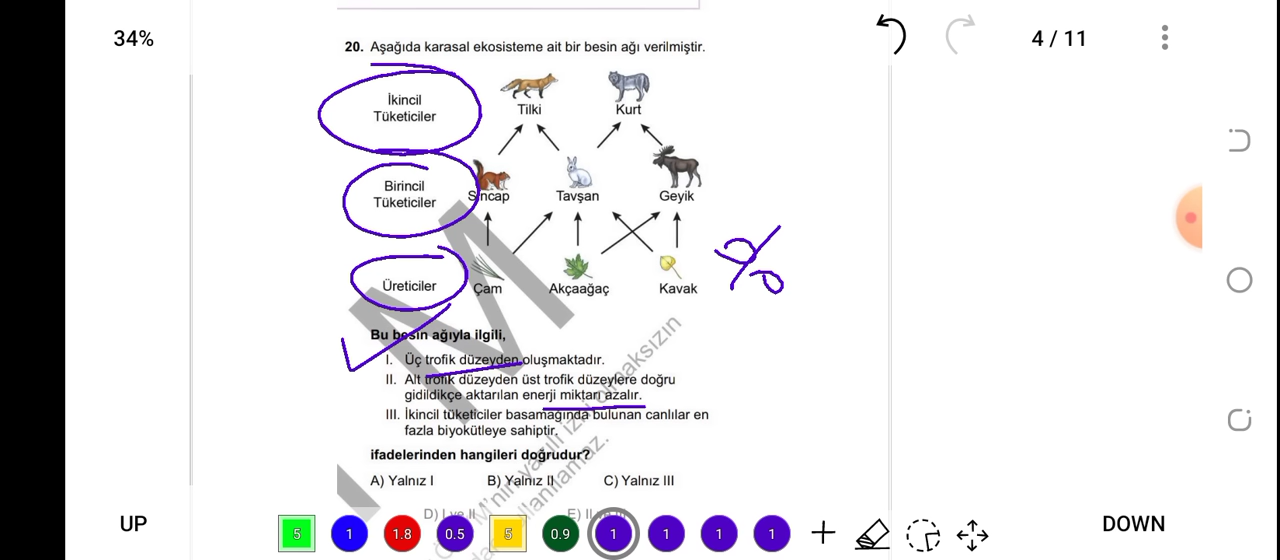 34%
4 / 11
20. Aşağıda karasal ekosisteme ait bir besin ağı verilmiştir.
İkincil
Tüketiciler
Tilki
Kurt
Birincil
Tüketiciler
Sincap
Tavşan
Geyik
Üreticiler
Çam
Akçaağaç
Kavak
Bu besin ağıyla ilgili,
I. Üç trofik düzeyden oluşmaktadır.
II. Alt trofik düzeyden üst trofik düzeylere doğru
gidildikçe aktarılan enerji miktarı azalır.
III. İkincil tüketiciler basamağında bulunan canlılar en
fazla biyokütleye sahiptir.
ifadelerinden hangileri doğrudur?
A) Yalnız I
B) Yalnız II
C) Yalnız III
D) I ve II
UP
5
1
1.8
0.5
5
0.9
1
1
1
1
DOWN